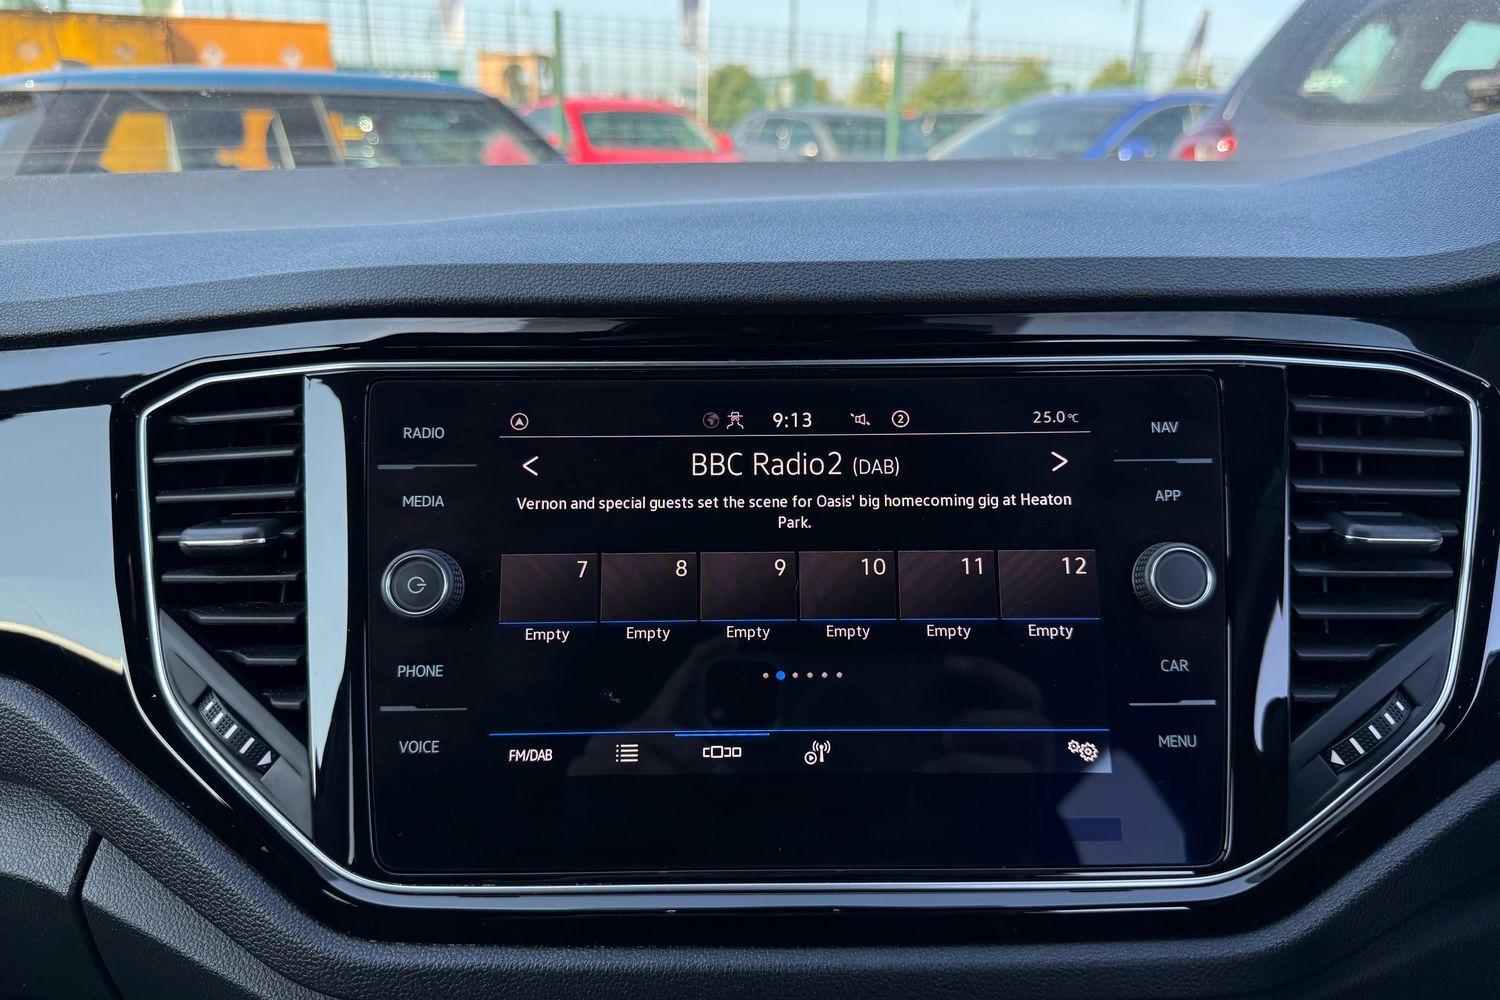 RADIO
MEDIA
PHONE
VOICE
9:13
2
25.0°C
BBC Radio2 (DAB)
Vernon and special guests set the scene for Oasis' big homecoming gig at Heaton
Park.
7 8 9 10 11 12
Empty Empty Empty Empty Empty Empty
FM/DAB
NAV
APP
CAR
MENU